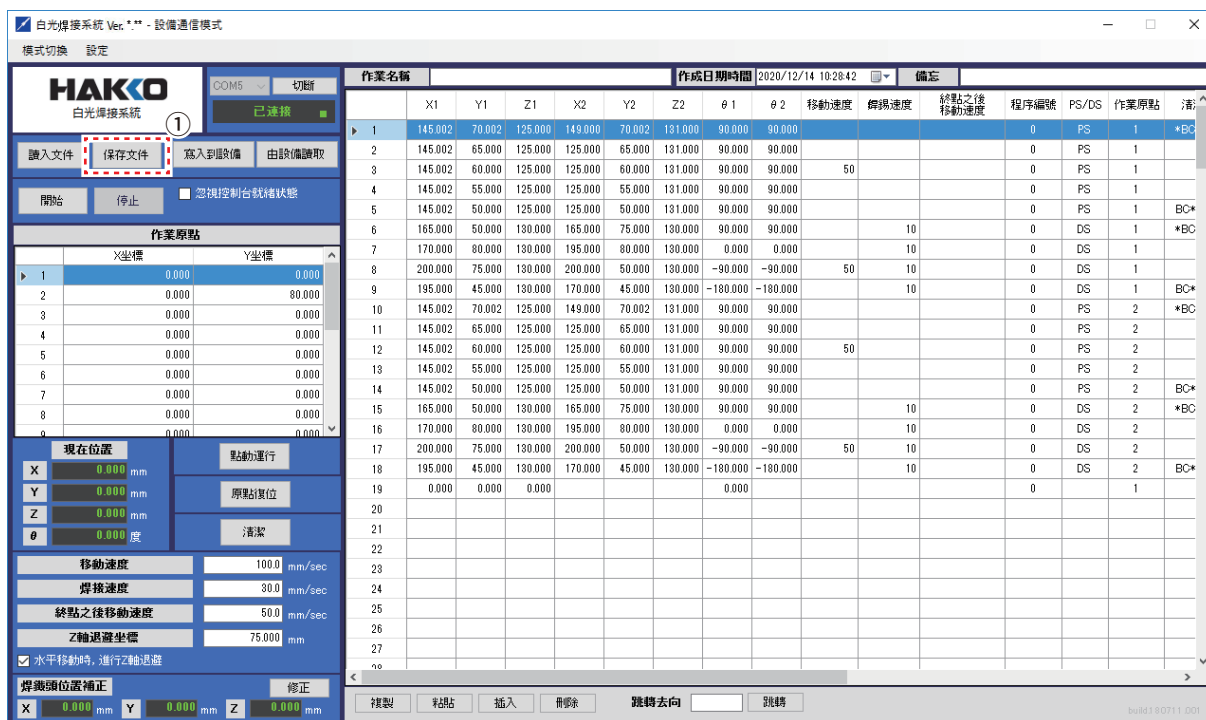 白光焊接系統 Ver. *.** - 設備通信模式
模式切換 設定
HAKKO
白光焊接系統
COM5 切斷
已連接
①
讀入文件 保存文件 寫入到設備 由設備讀取
開始 停止 忽視控制台就緒狀態
作業原點
X坐標 Y坐標
1 0.000 0.000
2 0.000 80.000
3 0.000 0.000
4 0.000 0.000
5 0.000 0.000
6 0.000 0.000
7 0.000 0.000
8 0.000 0.000
9 0.000 0.000
現在位置
X 0.000 mm
Y 0.000 mm
Z 0.000 mm
θ 0.000 度
點動運行
原點復位
清潔
移動速度 100.0 mm/sec
焊接速度 30.0 mm/sec
終點之後移動速度 50.0 mm/sec
Z軸退避坐標 75.000 mm
水平移動時, 進行Z軸退避
焊鐵頭位置補正 修正
X 0.000 mm Y 0.000 mm Z 0.000 mm
作業名稱 作成日期時間 2020/12/14 10:28:42 備忘
X1 Y1 Z1 X2 Y2 Z2 θ1 θ2 移動速度 銲錫速度 終點之後移動速度 程序編號 PS/DS 作業原點 清
1 145.002 70.002 125.000 149.000 70.002 131.000 90.000 90.000 0 PS 1 *BC
2 145.002 65.000 125.000 125.000 65.000 131.000 90.000 90.000 0 PS 1
3 145.002 60.000 125.000 125.000 60.000 131.000 90.000 90.000 50 0 PS 1
4 145.002 55.000 125.000 125.000 55.000 131.000 90.000 90.000 0 PS 1
5 145.002 50.000 125.000 125.000 50.000 131.000 90.000 90.000 0 PS 1 BC*
6 165.000 50.000 130.000 165.000 75.000 130.000 90.000 90.000 10 0 DS 1 *BC
7 170.000 80.000 130.000 195.000 80.000 130.000 0.000 0.000 10 0 DS 1
8 200.000 75.000 130.000 200.000 50.000 130.000 -90.000 -90.000 50 10 0 DS 1
9 195.000 45.000 130.000 170.000 45.000 130.000 -180.000 -180.000 10 0 DS 1 BC*
10 145.002 70.002 125.000 149.000 70.002 131.000 90.000 90.000 0 PS 2 *BC
11 145.002 65.000 125.000 125.000 65.000 131.000 90.000 90.000 0 PS 2
12 145.002 60.000 125.000 125.000 60.000 131.000 90.000 90.000 50 0 PS 2
13 145.002 55.000 125.000 125.000 55.000 131.000 90.000 90.000 0 PS 2
14 145.002 50.000 125.000 125.000 50.000 131.000 90.000 90.000 0 PS 2 BC*
15 165.000 50.000 130.000 165.000 75.000 130.000 90.000 90.000 10 0 DS 2 *BC
16 170.000 80.000 130.000 195.000 80.000 130.000 0.000 0.000 10 0 DS 2
17 200.000 75.000 130.000 200.000 50.000 130.000 -90.000 -90.000 50 10 0 DS 2
18 195.000 45.000 130.000 170.000 45.000 130.000 -180.000 -180.000 10 0 DS 2 BC*
19 0.000 0.000 0.000 0.000 0 1
20
21
22
23
24
25
26
27
28
複製 粘貼 插入 刪除 跳轉去向 跳轉
build.180711.001